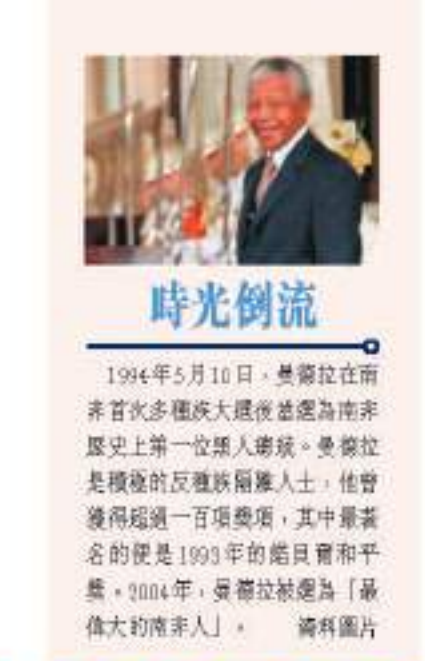 時光倒流
1994年5月10日，曼德拉在南
非首次多種族大選後當選為南非
歷史上第一位黑人總統。曼德拉
是積極的反種族隔離人士，他曾
獲得超過一百項獎項，其中最著
名的便是1993年的諾貝爾和平
獎。2004年，曼德拉被選為「最
偉大的南非人」。 資料圖片